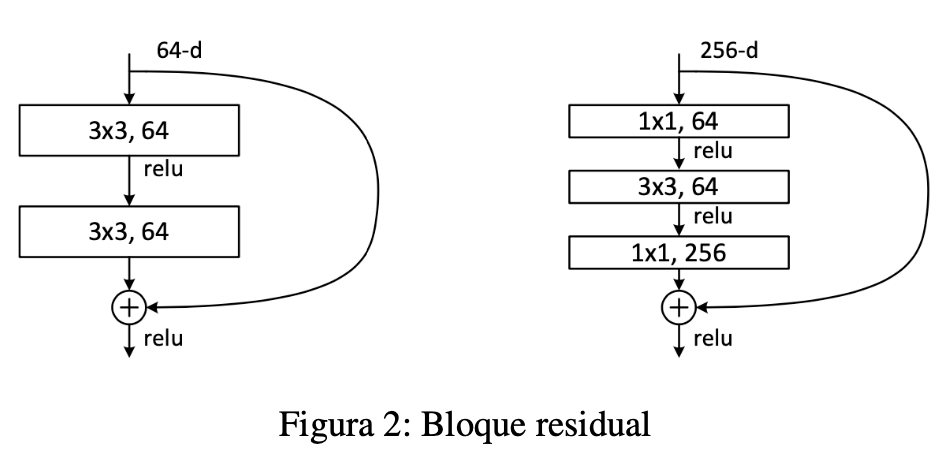 64-d
3x3, 64
relu
3x3, 64
+
relu
256-d
1x1, 64
relu
3x3, 64
relu
1x1, 256
+
relu
Figura 2: Bloque residual